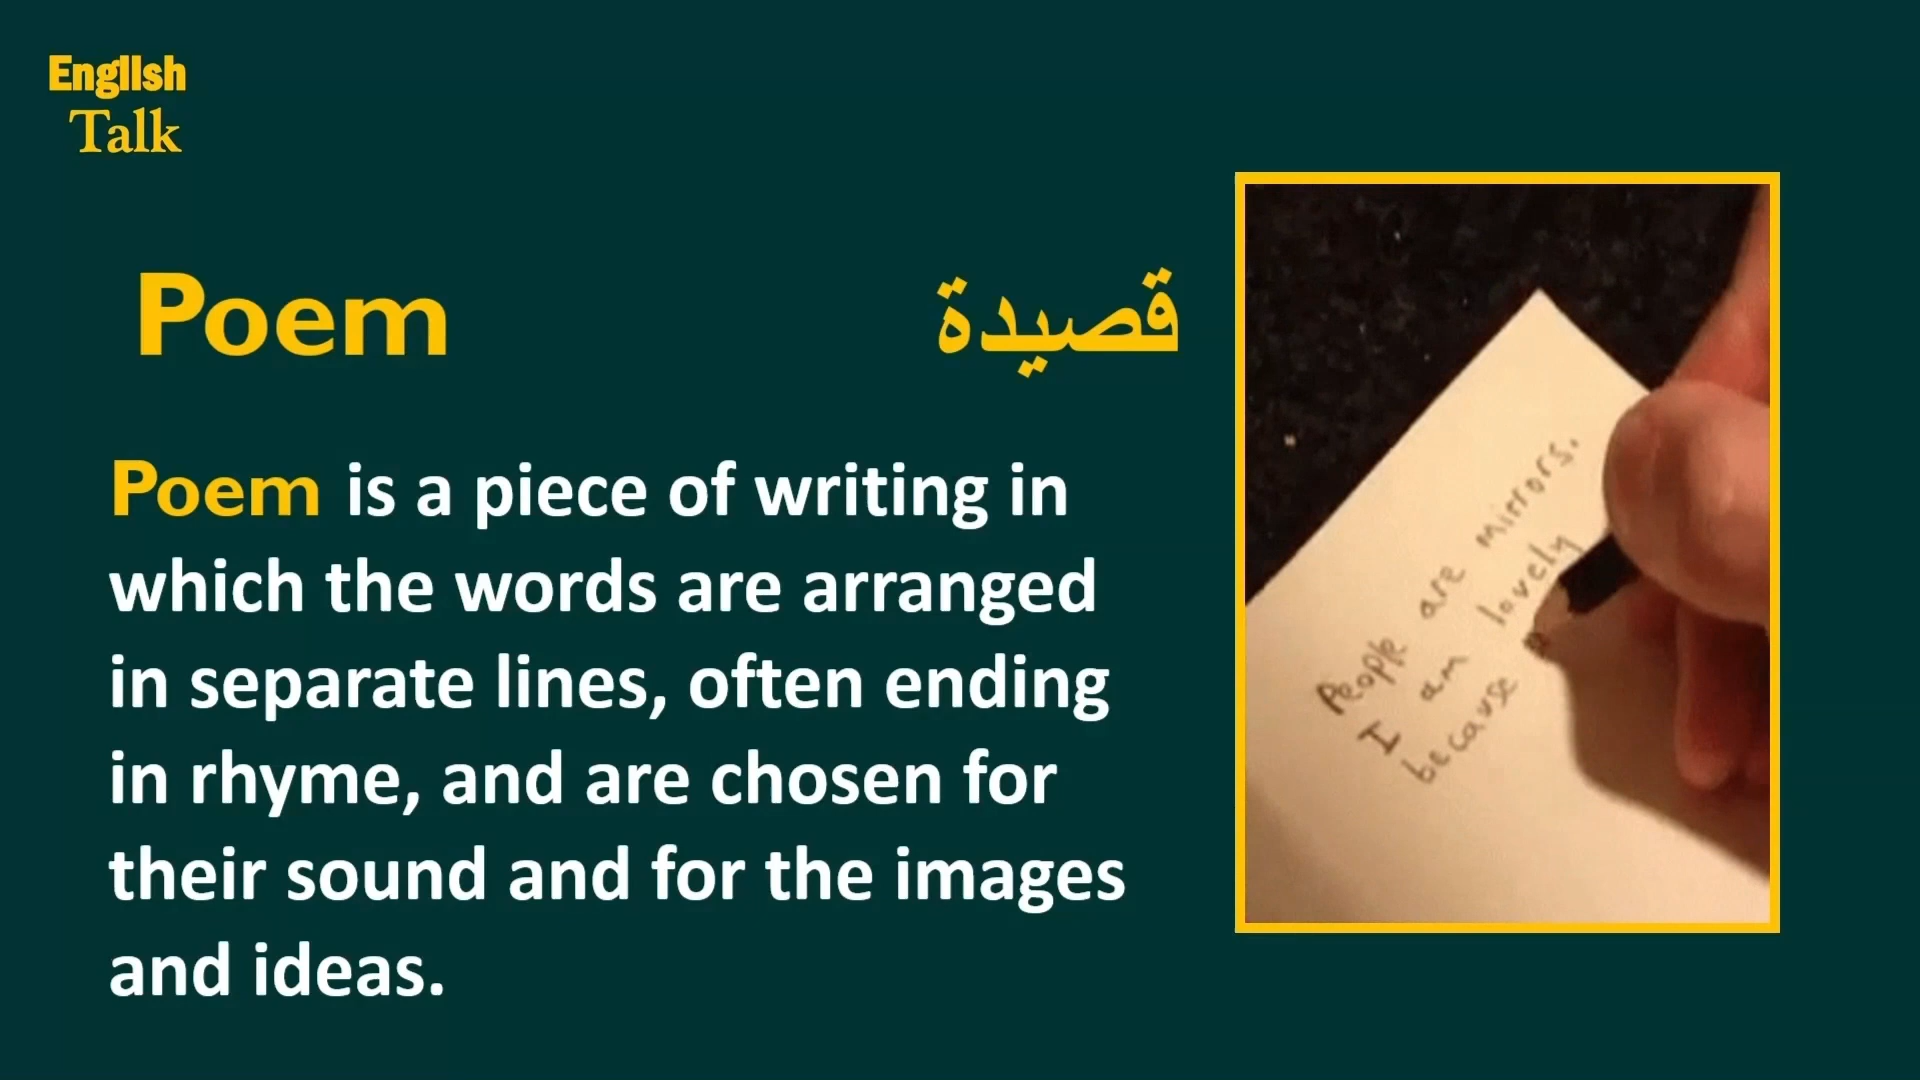 English
Talk
Poem
قصيدة
Poem is a piece of writing in
which the words are arranged
in separate lines, often ending
in rhyme, and are chosen for
their sound and for the images
and ideas.
People are mirrors.
I am lovely
because